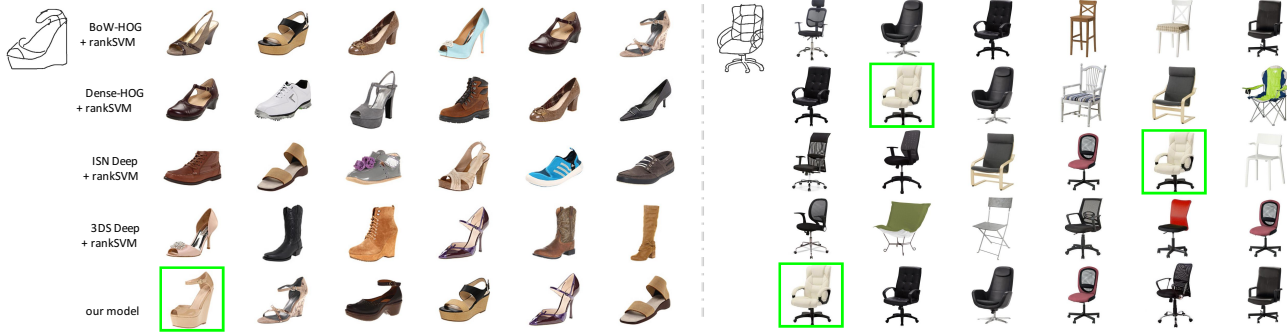 BoW-HOG
+ rankSVM
Dense-HOG
+ rankSVM
ISN Deep
+ rankSVM
3DS Deep
+ rankSVM
our model